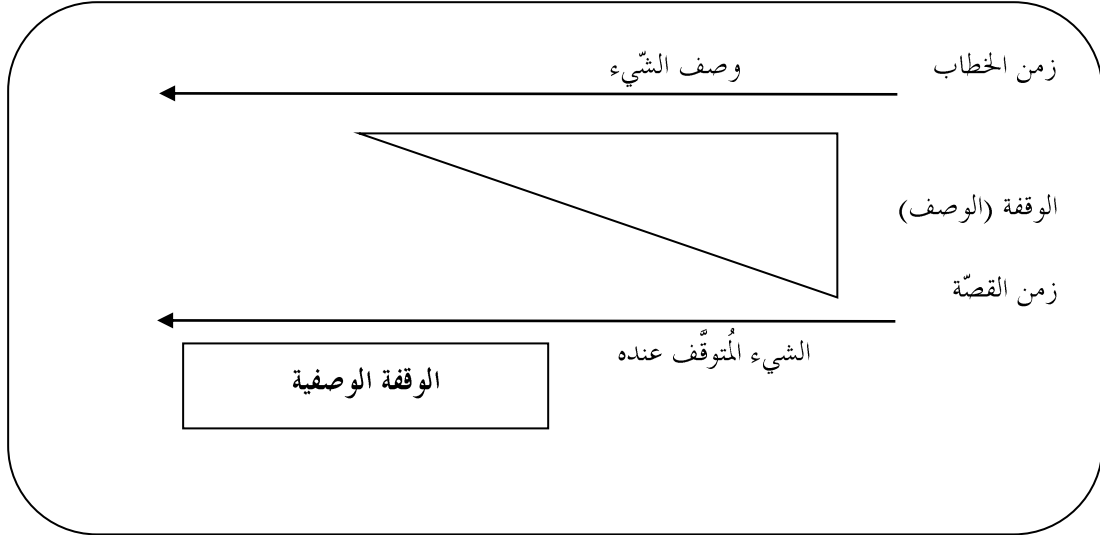 زمن الخطاب
وصف الشّيء
الوقفة (الوصف)
زمن القصّة
الشيء المُتوقَّف عنده
الوقفة الوصفية